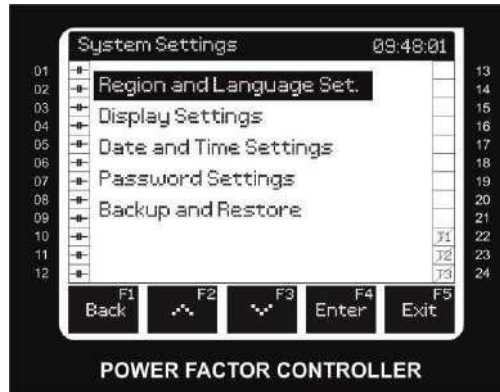 System Settings 09:48:01
01 13
02 Region and Language Set. 14
03 15
Display Settings
04 16
05 Date and Time Settings 17
06 18
07 Password Settings 19
08 20
Backup and Restore
09 21
10 J1 22
11 J2 23
12 J3 24
F1 F2 F3 F4 F5
Back Enter Exit
POWER FACTOR CONTROLLER